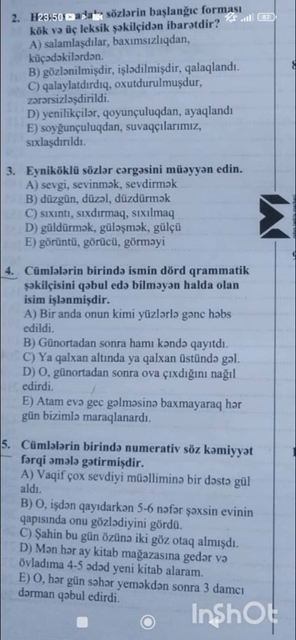 23:50
2. sözlərin başlanğıc forması
kök və üç leksik şəkilçidən ibarətdir?
A) salamlaşdılar, baxımsızlıqdan,
küçədəkilərdən.
B) gözlənilmişdir, işlədilmişdir, qalaqlandı.
C) qalaylatdırdıq, oxutdurulmuşdur,
zərərsizləşdirildi.
D) yenilikçilər, qoyunçuluqdan, ayaqlandı
E) soyğunçuluqdan, suvaqçılarımız,
sıxlaşdırıldı.
3. Eyniköklü sözlər cərgəsini müəyyən edin.
A) sevgi, sevinmək, sevdirmək
B) düzgün, düzəl, düzdürmək
C) sıxıntı, sıxdırmaq, sıxılmaq
D) güldürmək, güləşmək, gülçü
E) görüntü, görücü, görməyi
4. Cümlələrin birində ismin dörd qrammatik
şəkilçisini qəbul edə bilməyən halda olan
isim işlənmişdir.
A) Bir anda onun kimi yüzlərlə gənc həbs
edildi.
B) Günortadan sonra hamı kəndə qayıtdı.
C) Ya qalxan altında ya qalxan üstündə gəl.
D) O, günortadan sonra ova çıxdığını nağıl
edirdi.
E) Atam evə gec gəlməsinə baxmayaraq hər
gün bizimlə maraqlanardı.
5. Cümlələrin birində numerativ söz kəmiyyət
fərqi əmələ gətirmişdir.
A) Vaqif çox sevdiyi müəlliminə bir dəstə gül
aldı.
B) O, işdən qayıdarkən 5-6 nəfər şəxsin evinin
qapısında onu gözlədiyini gördü.
C) Şahin bu gün özünə iki göz otaq almışdı.
D) Mən hər ay kitab mağazasına gedər və
övladıma 4-5 ədəd yeni kitab alaram.
E) O, hər gün səhər yeməkdən sonra 3 damcı
dərman qəbul edirdi.
InShOt